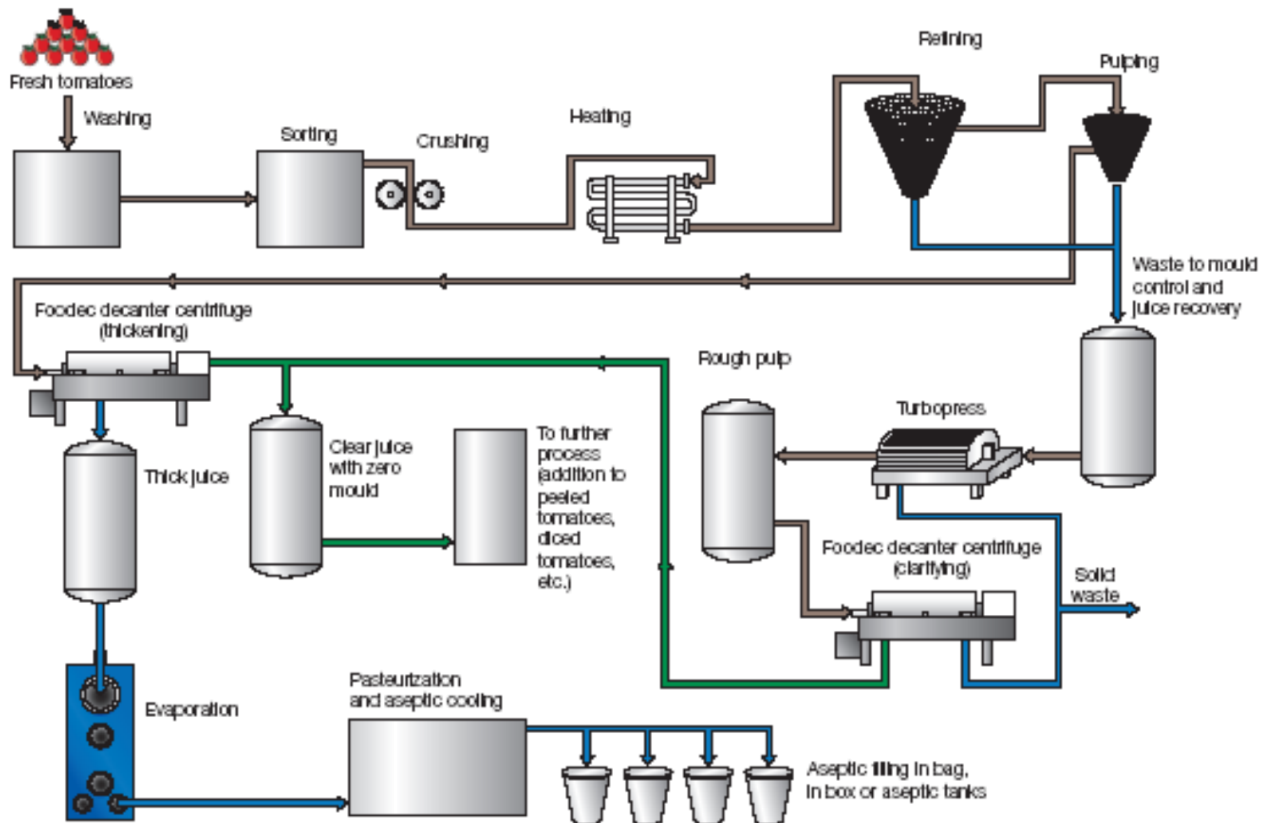 Refining
Pulping
Fresh tomatoes
Washing
Sorting
Crushing
Heating
Waste to mould
control and
juice recovery
Foodec decanter centrifuge
(thickening)
Rough pulp
Turbopress
Thick juice
Clear juice
with zero
mould
To further
process
(addition to
peeled
tomatoes,
diced
tomatoes,
etc.)
Foodec decanter centrifuge
(clarifying)
Solid
waste
Evaporation
Pasteurization
and aseptic cooling
Aseptic filling in bag,
in box or aseptic tanks